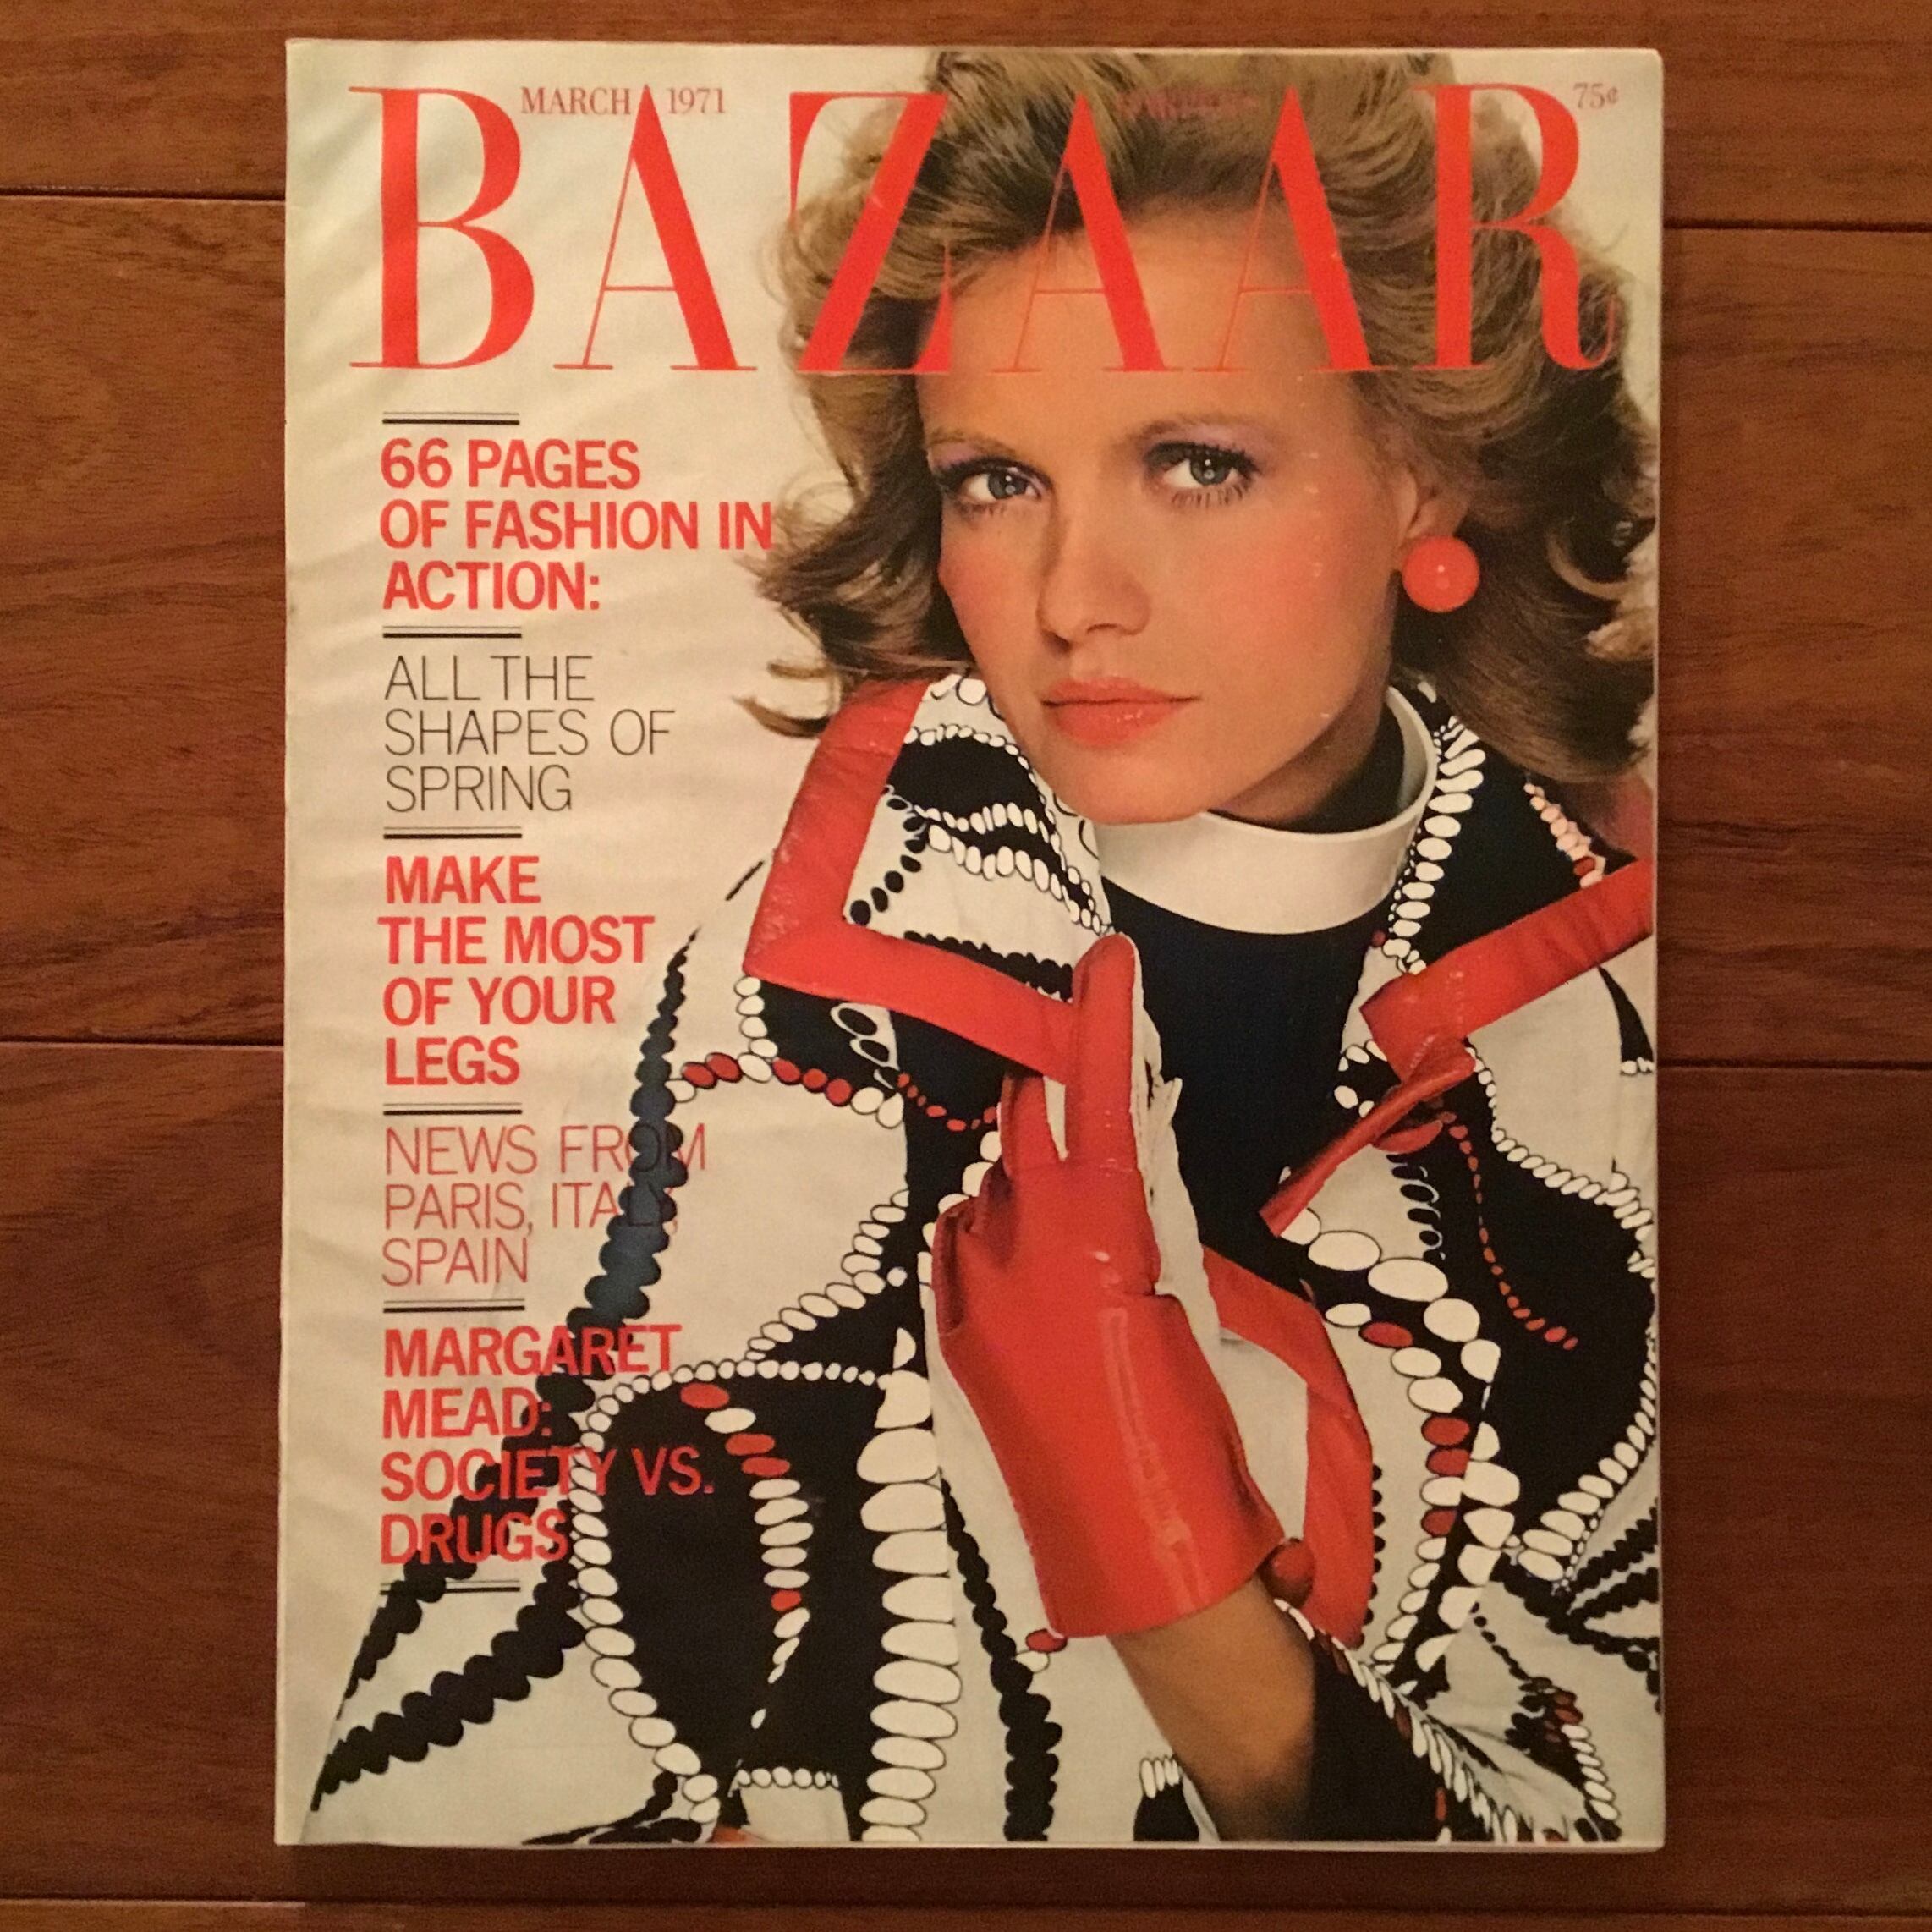 MARCH 1971
75¢
BAZAAR
66 PAGES
OF FASHION IN
ACTION:
ALL THE
SHAPES OF
SPRING
MAKE
THE MOST
OF YOUR
LEGS
NEWS FROM
PARIS, ITALY,
SPAIN
MARGARET
MEAD:
SOCIETY VS.
DRUGS